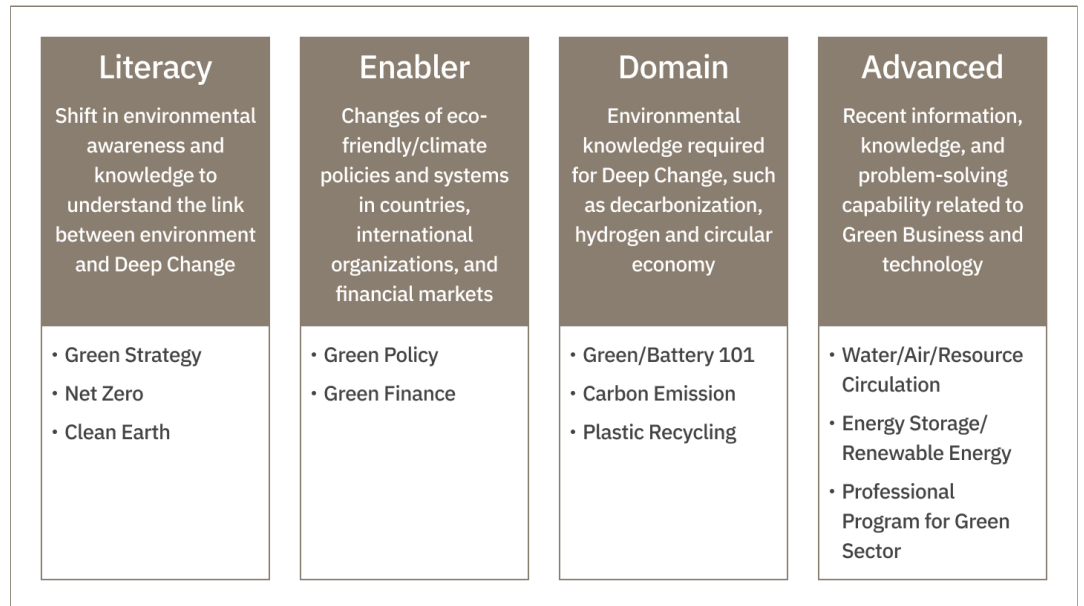 Literacy
Shift in environmental
awareness and
knowledge to
understand the link
between environment
and Deep Change
• Green Strategy
• Net Zero
• Clean Earth
Enabler
Changes of eco-
friendly/climate
policies and systems
in countries,
international
organizations, and
financial markets
• Green Policy
• Green Finance
Domain
Environmental
knowledge required
for Deep Change, such
as decarbonization,
hydrogen and circular
economy
• Green/Battery 101
• Carbon Emission
• Plastic Recycling
Advanced
Recent information,
knowledge, and
problem-solving
capability related to
Green Business and
technology
• Water/Air/Resource
Circulation
• Energy Storage/
Renewable Energy
• Professional
Program for Green
Sector